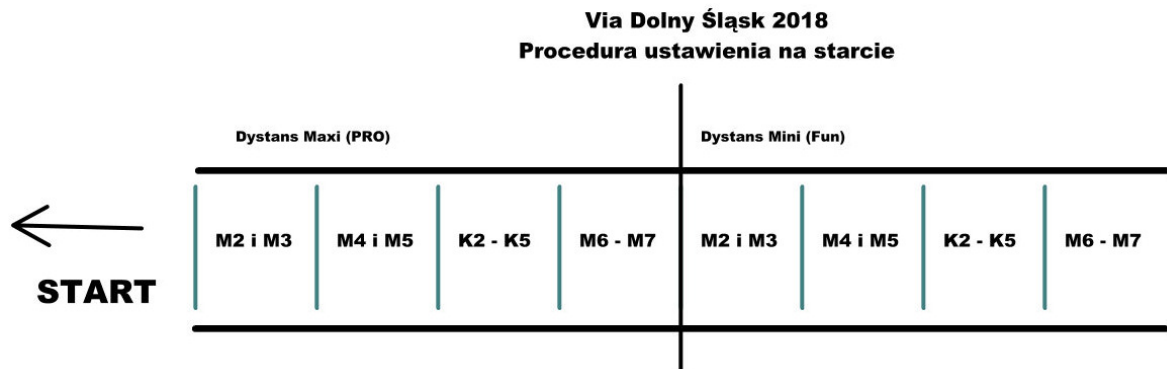 Via Dolny Śląsk 2018
Procedura ustawienia na starcie
Dystans Maxi (PRO)
Dystans Mini (Fun)
M2 i M3
M4 i M5
K2 - K5
M6 - M7
M2 i M3
M4 i M5
K2 - K5
M6 - M7
START